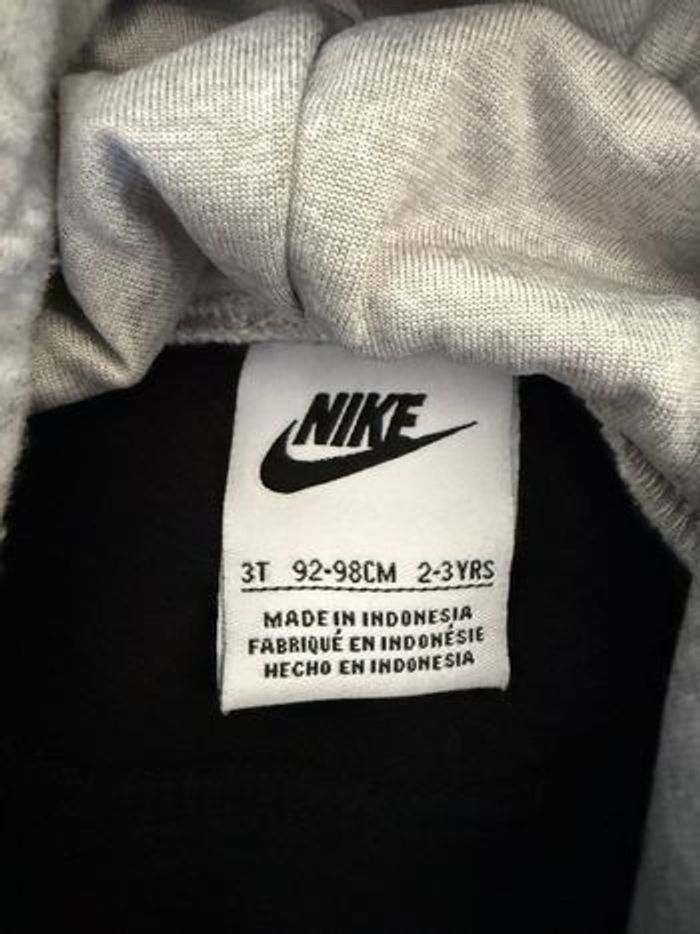 NIKE
3T 92-98CM 2-3YRS
MADE IN INDONESIA
FABRIQUÉ EN INDONÉSIE
HECHO EN INDONESIA